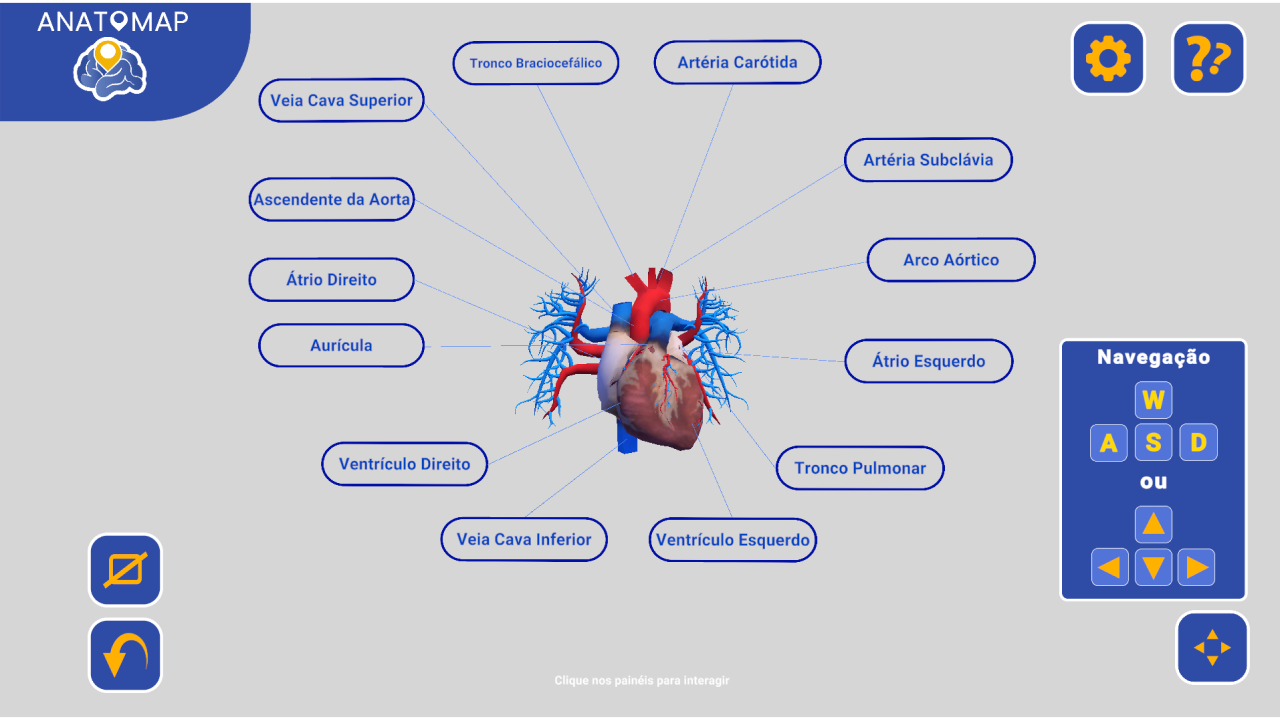 ANATOMAP
Tronco Braciocefálico
Artéria Carótida
Veia Cava Superior
Artéria Subclávia
Ascendente da Aorta
Arco Aórtico
Átrio Direito
Aurícula
Átrio Esquerdo
Ventrículo Direito
Tronco Pulmonar
Veia Cava Inferior
Ventrículo Esquerdo
Navegação
W
A S D
ou
Clique nos painéis para interagir
??